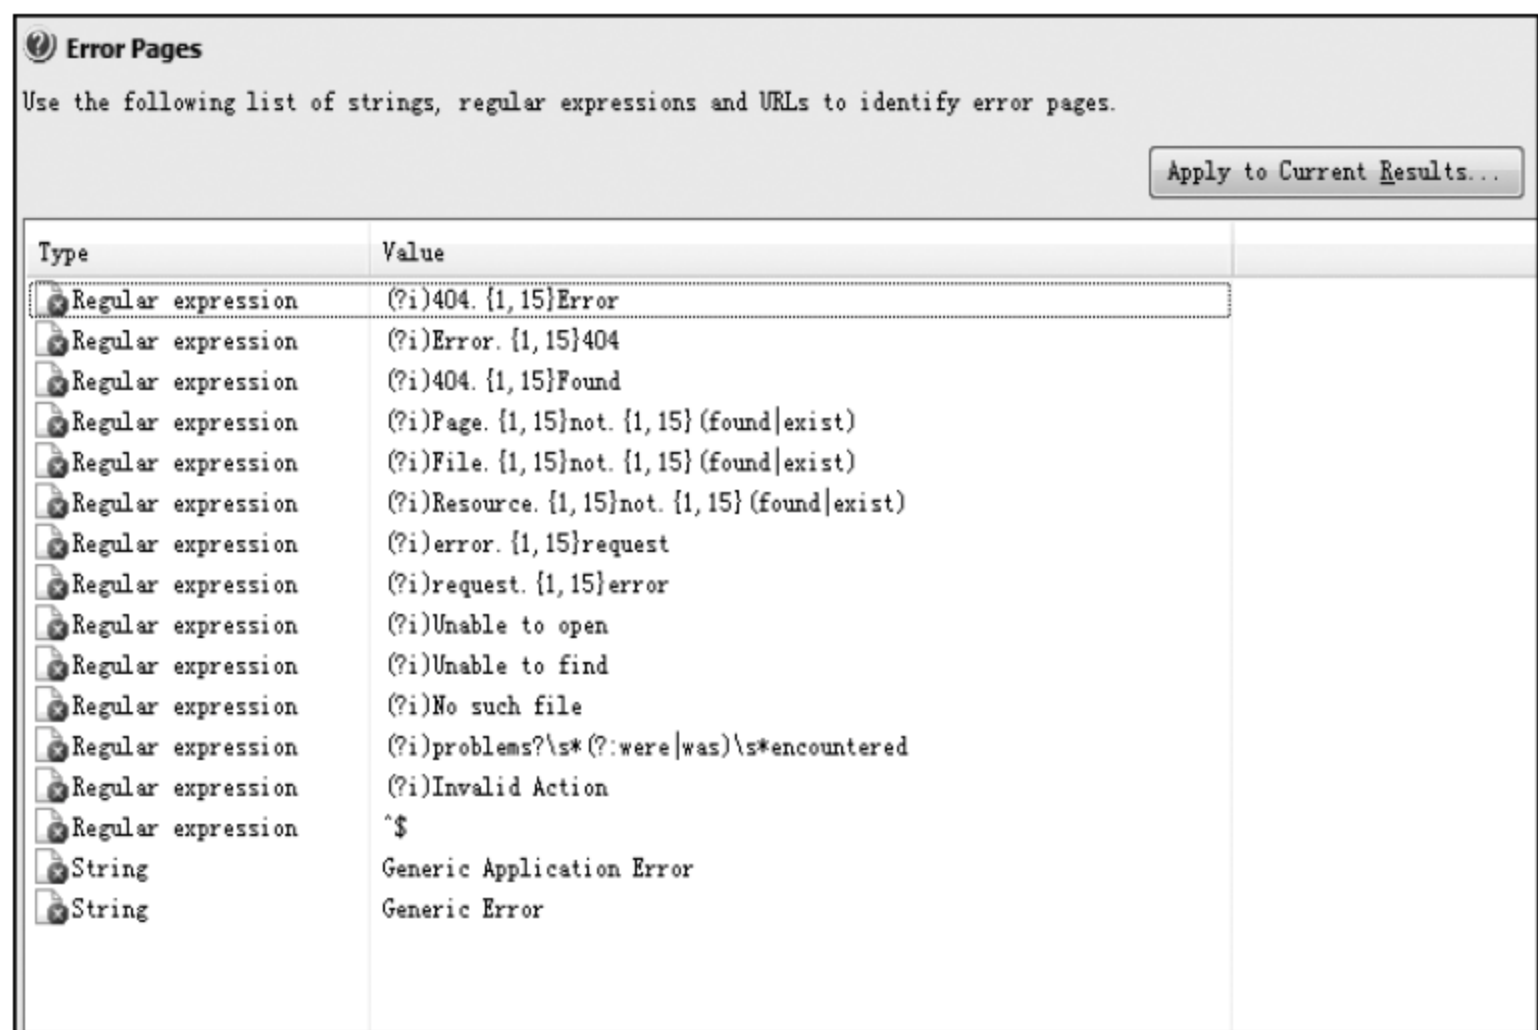 Error Pages
Use the following list of strings, regular expressions and URLs to identify error pages.
Apply to Current Results...
Type Value
Regular expression (?i)404.{1,15}Error
Regular expression (?i)Error.{1,15}404
Regular expression (?i)404.{1,15}Found
Regular expression (?i)Page.{1,15}not.{1,15}(found|exist)
Regular expression (?i)File.{1,15}not.{1,15}(found|exist)
Regular expression (?i)Resource.{1,15}not.{1,15}(found|exist)
Regular expression (?i)error.{1,15}request
Regular expression (?i)request.{1,15}error
Regular expression (?i)Unable to open
Regular expression (?i)Unable to find
Regular expression (?i)No such file
Regular expression (?i)problems?\s*(?:were|was)\s*encountered
Regular expression (?i)Invalid Action
Regular expression ^$
String Generic Application Error
String Generic Error